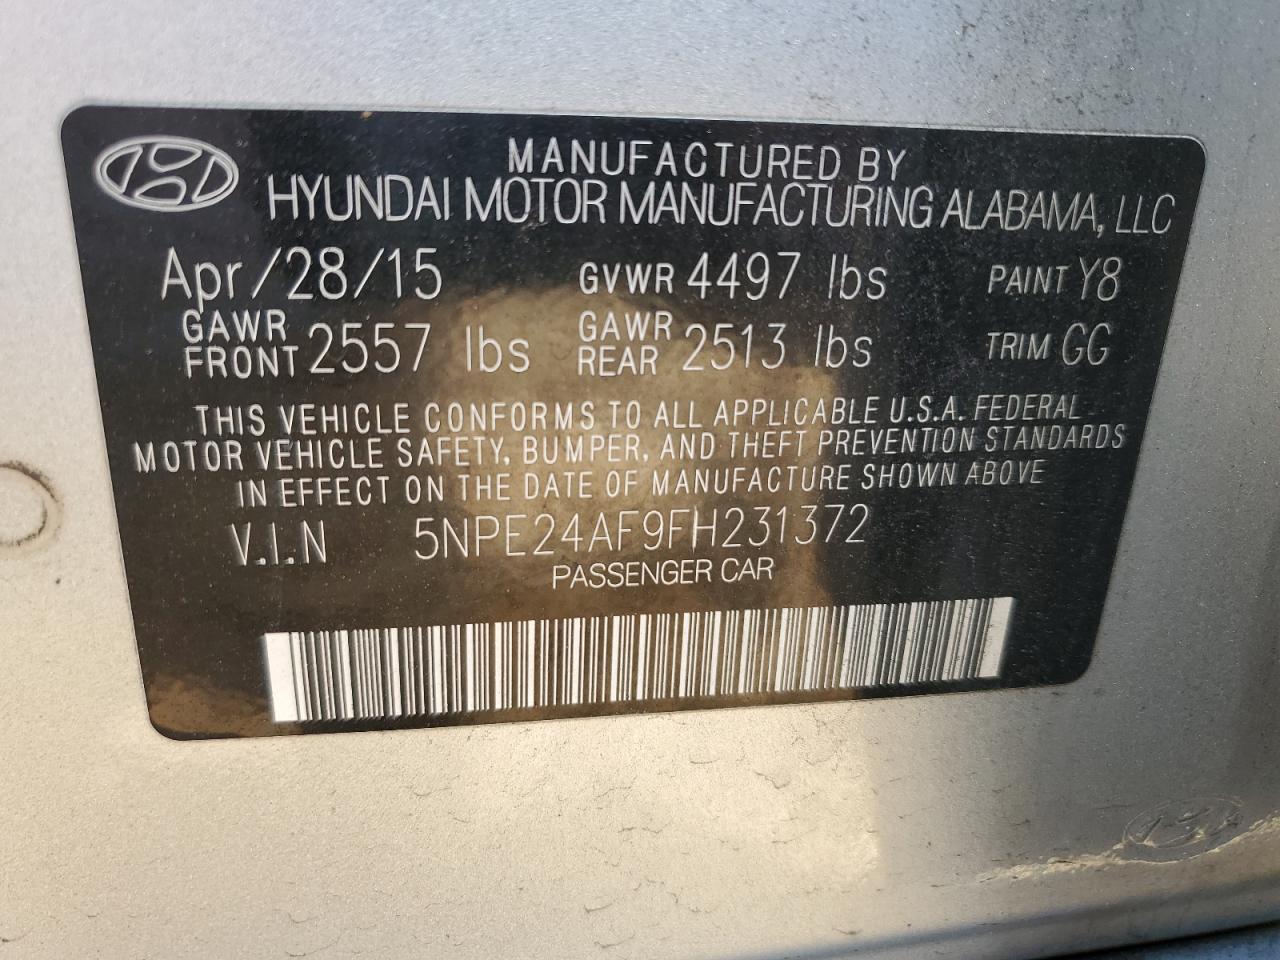 MANUFACTURED BY
HYUNDAI MOTOR MANUFACTURING ALABAMA, LLC
Apr/28/15 GVWR 4497 lbs PAINT Y8
GAWR FRONT 2557 lbs GAWR REAR 2513 lbs TRIM GG
THIS VEHICLE CONFORMS TO ALL APPLICABLE U.S.A. FEDERAL
MOTOR VEHICLE SAFETY, BUMPER, AND THEFT PREVENTION STANDARDS
IN EFFECT ON THE DATE OF MANUFACTURE SHOWN ABOVE
V.I.N 5NPE24AF9FH231372
PASSENGER CAR